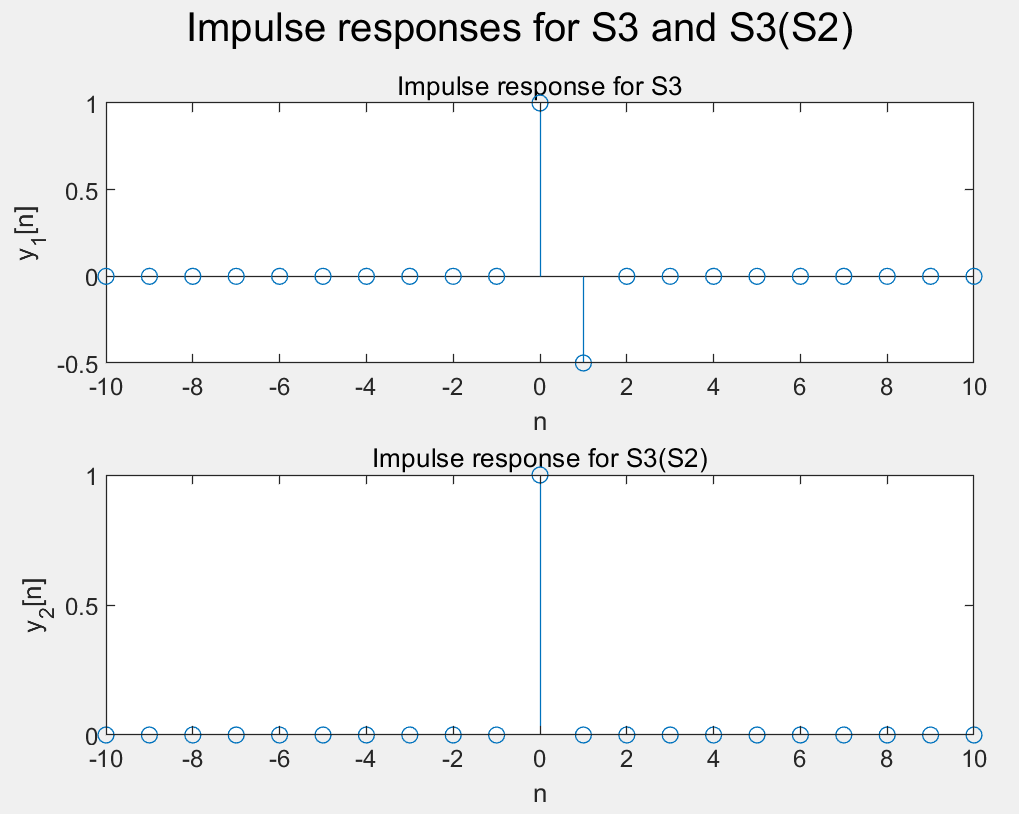 Impulse responses for S3 and S3(S2)
Impulse response for S3
1
0.5
0
-0.5
y1[n]
-10 -8 -6 -4 -2 0 2 4 6 8 10
n
Impulse response for S3(S2)
1
0.5
0
y2[n]
-10 -8 -6 -4 -2 0 2 4 6 8 10
n